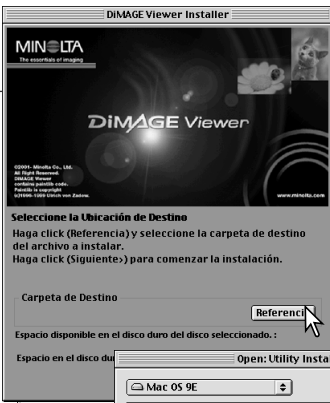 DiMAGE Viewer Installer
MINOLTA
The essentials of imaging
DiMAGE Viewer
©2001- Minolta Co., Ltd.
All Right Reserved.
DiMAGE Viewer
contains paintlib code.
Paintlib is copyright
(c)1996-1998 Ulrich von Zadow.
www.minolta.com
Seleccione la Ubicación de Destino
Haga click (Referencia) y seleccione la carpeta de destino
del archivo a instalar.
Haga click (Siguiente>) para comenzar la instalación.
Carpeta de Destino
Referenci
Espacio disponible en el disco duro del disco seleccionado. :
Espacio en el disco du
Open: Utility Insta
Mac OS 9E